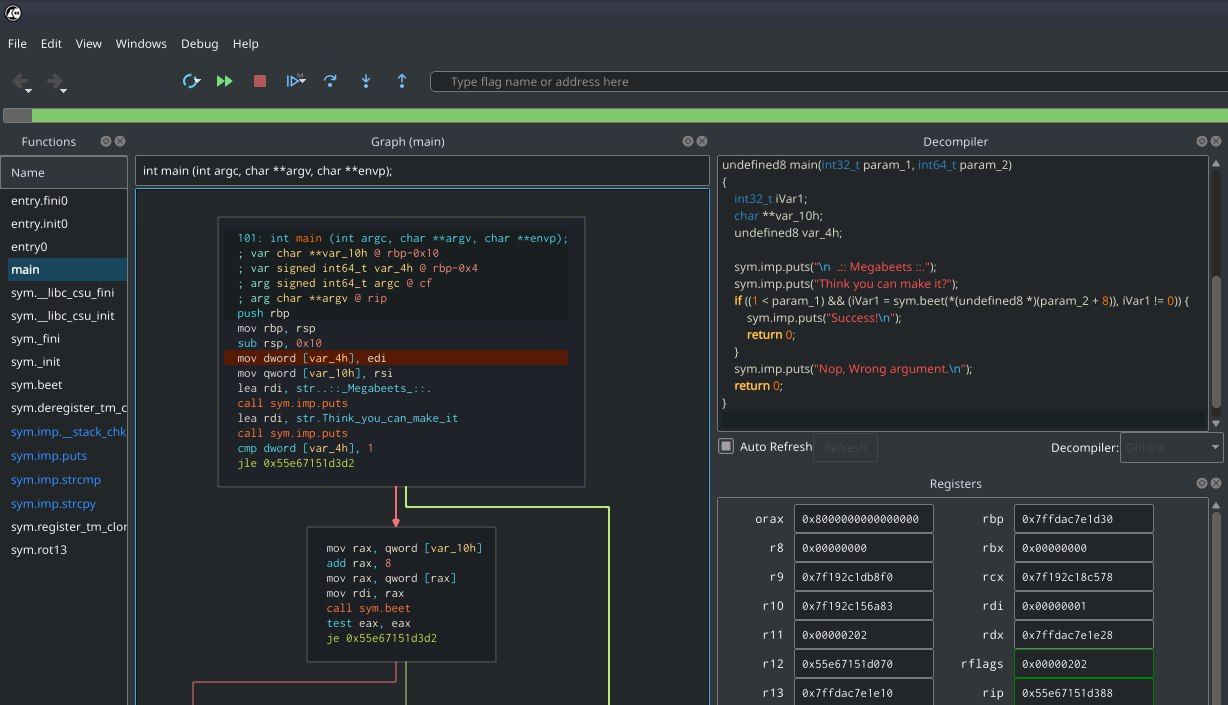 File Edit View Windows Debug Help
Type flag name or address here
Functions
Name
entry.fini0
entry.init0
entry0
main
sym.__libc_csu_fini
sym.__libc_csu_init
sym._fini
sym._init
sym.beet
sym.deregister_tm_c
sym.imp.__stack_chk
sym.imp.puts
sym.imp.strcmp
sym.imp.strcpy
sym.register_tm_clor
sym.rot13
Graph (main)
int main (int argc, char **argv, char **envp);
101: int main (int argc, char **argv, char **envp);
; var char **var_10h @ rbp-0x10
; var signed int64_t var_4h @ rbp-0x4
; arg signed int64_t argc @ cf
; arg char **argv @ rip
push rbp
mov rbp, rsp
sub rsp, 0x10
mov dword [var_4h], edi
mov qword [var_10h], rsi
lea rdi, str..::_Megabeets_::.
call sym.imp.puts
lea rdi, str.Think_you_can_make_it
call sym.imp.puts
cmp dword [var_4h], 1
jle 0x55e67151d3d2
mov rax, qword [var_10h]
add rax, 8
mov rax, qword [rax]
mov rdi, rax
call sym.beet
test eax, eax
je 0x55e67151d3d2
Decompiler
undefined8 main(int32_t param_1, int64_t param_2)
{
int32_t iVar1;
char **var_10h;
undefined8 var_4h;
sym.imp.puts("\n  .:: Megabeets ::.");
sym.imp.puts("Think you can make it?");
if ((1 < param_1) && (iVar1 = sym.beet(*(undefined8 *)(param_2 + 8)), iVar1 != 0)) {
sym.imp.puts("Success!\n");
return 0;
}
sym.imp.puts("Nop, Wrong argument.\n");
return 0;
}
Auto Refresh Refresh Decompiler: Ghidra
Registers
orax 0x8000000000000000 rbp 0x7ffdac7e1d30
r8 0x00000000 rbx 0x00000000
r9 0x7f192c1db8f0 rcx 0x7f192c18c578
r10 0x7f192c156a83 rdi 0x00000001
r11 0x00000202 rdx 0x7ffdac7e1e28
r12 0x55e67151d070 rflags 0x00000202
r13 0x7ffdac7e1e10 rip 0x55e67151d388